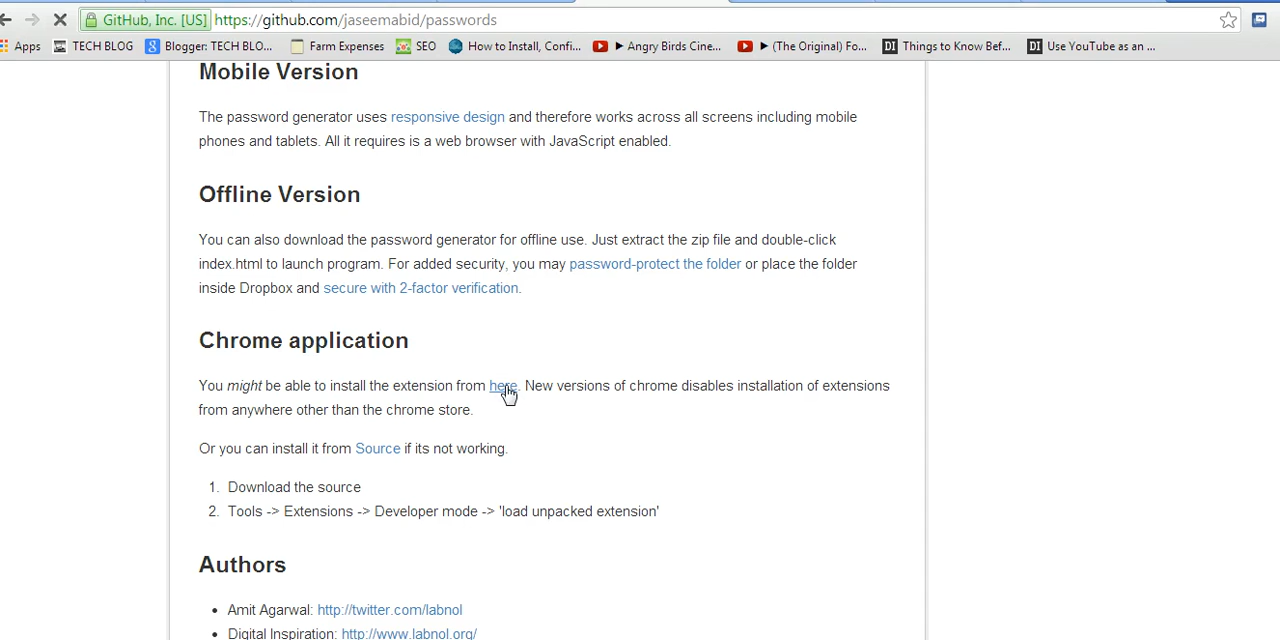 GitHub, Inc. [US] https://github.com/jaseemabid/passwords
Apps TECH BLOG Blogger: TECH BLO... Farm Expenses SEO How to Install, Confi... ► Angry Birds Cine... ► (The Original) Fo... DI Things to Know Bef... DI Use YouTube as an ...
Mobile Version
The password generator uses responsive design and therefore works across all screens including mobile
phones and tablets. All it requires is a web browser with JavaScript enabled.
Offline Version
You can also download the password generator for offline use. Just extract the zip file and double-click
index.html to launch program. For added security, you may password-protect the folder or place the folder
inside Dropbox and secure with 2-factor verification.
Chrome application
You might be able to install the extension from here. New versions of chrome disables installation of extensions
from anywhere other than the chrome store.
Or you can install it from Source if its not working.
1. Download the source
2. Tools -> Extensions -> Developer mode -> 'load unpacked extension'
Authors
• Amit Agarwal: http://twitter.com/labnol
• Digital Inspiration: http://www.labnol.org/